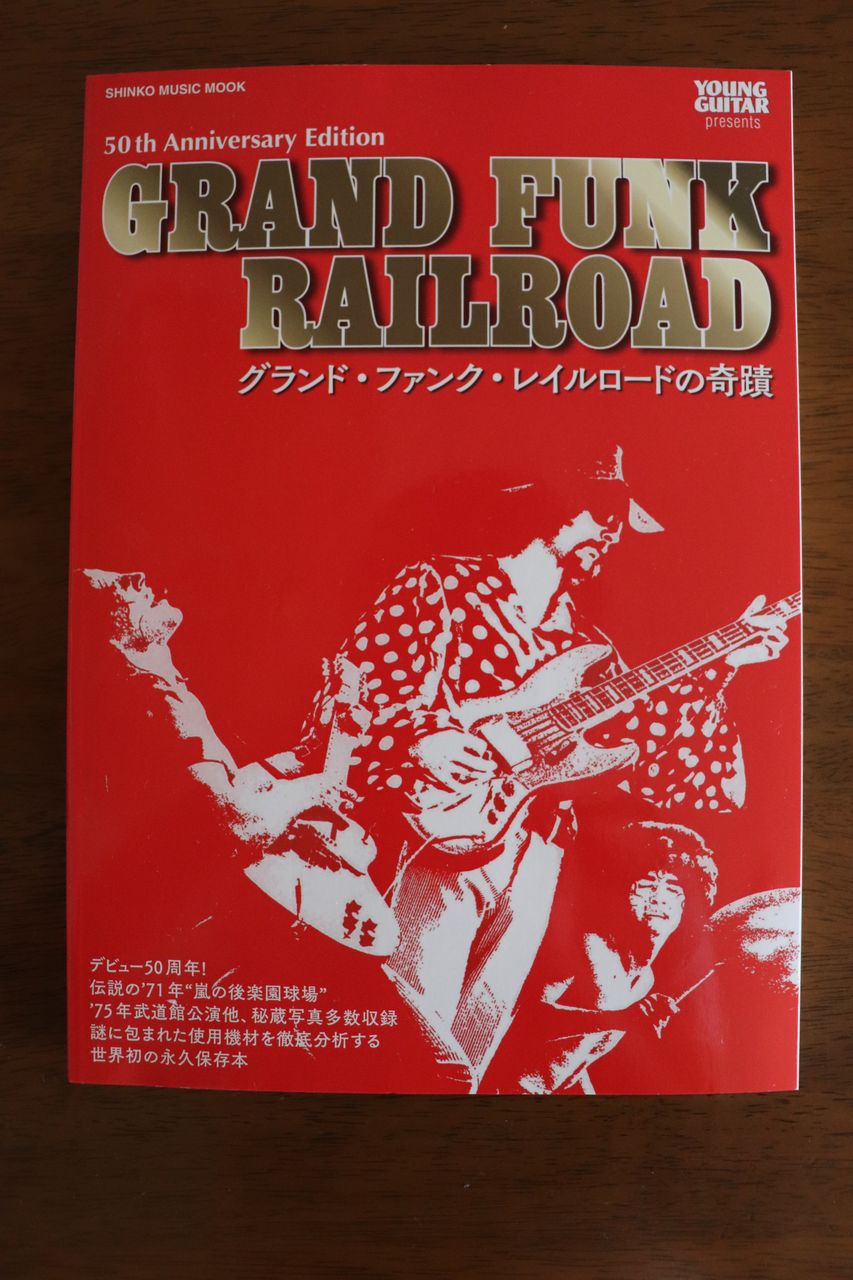 SHINKO MUSIC MOOK
YOUNG
GUITAR
presents
50th Anniversary Edition
GRAND FUNK
RAILROAD
グランド・ファンク・レイルロードの奇蹟
デビュー50周年!
伝説の'71年“嵐の後楽園球場”
'75年武道館公演他、秘蔵写真多数収録
謎に包まれた使用機材を徹底分析する
世界初の永久保存本